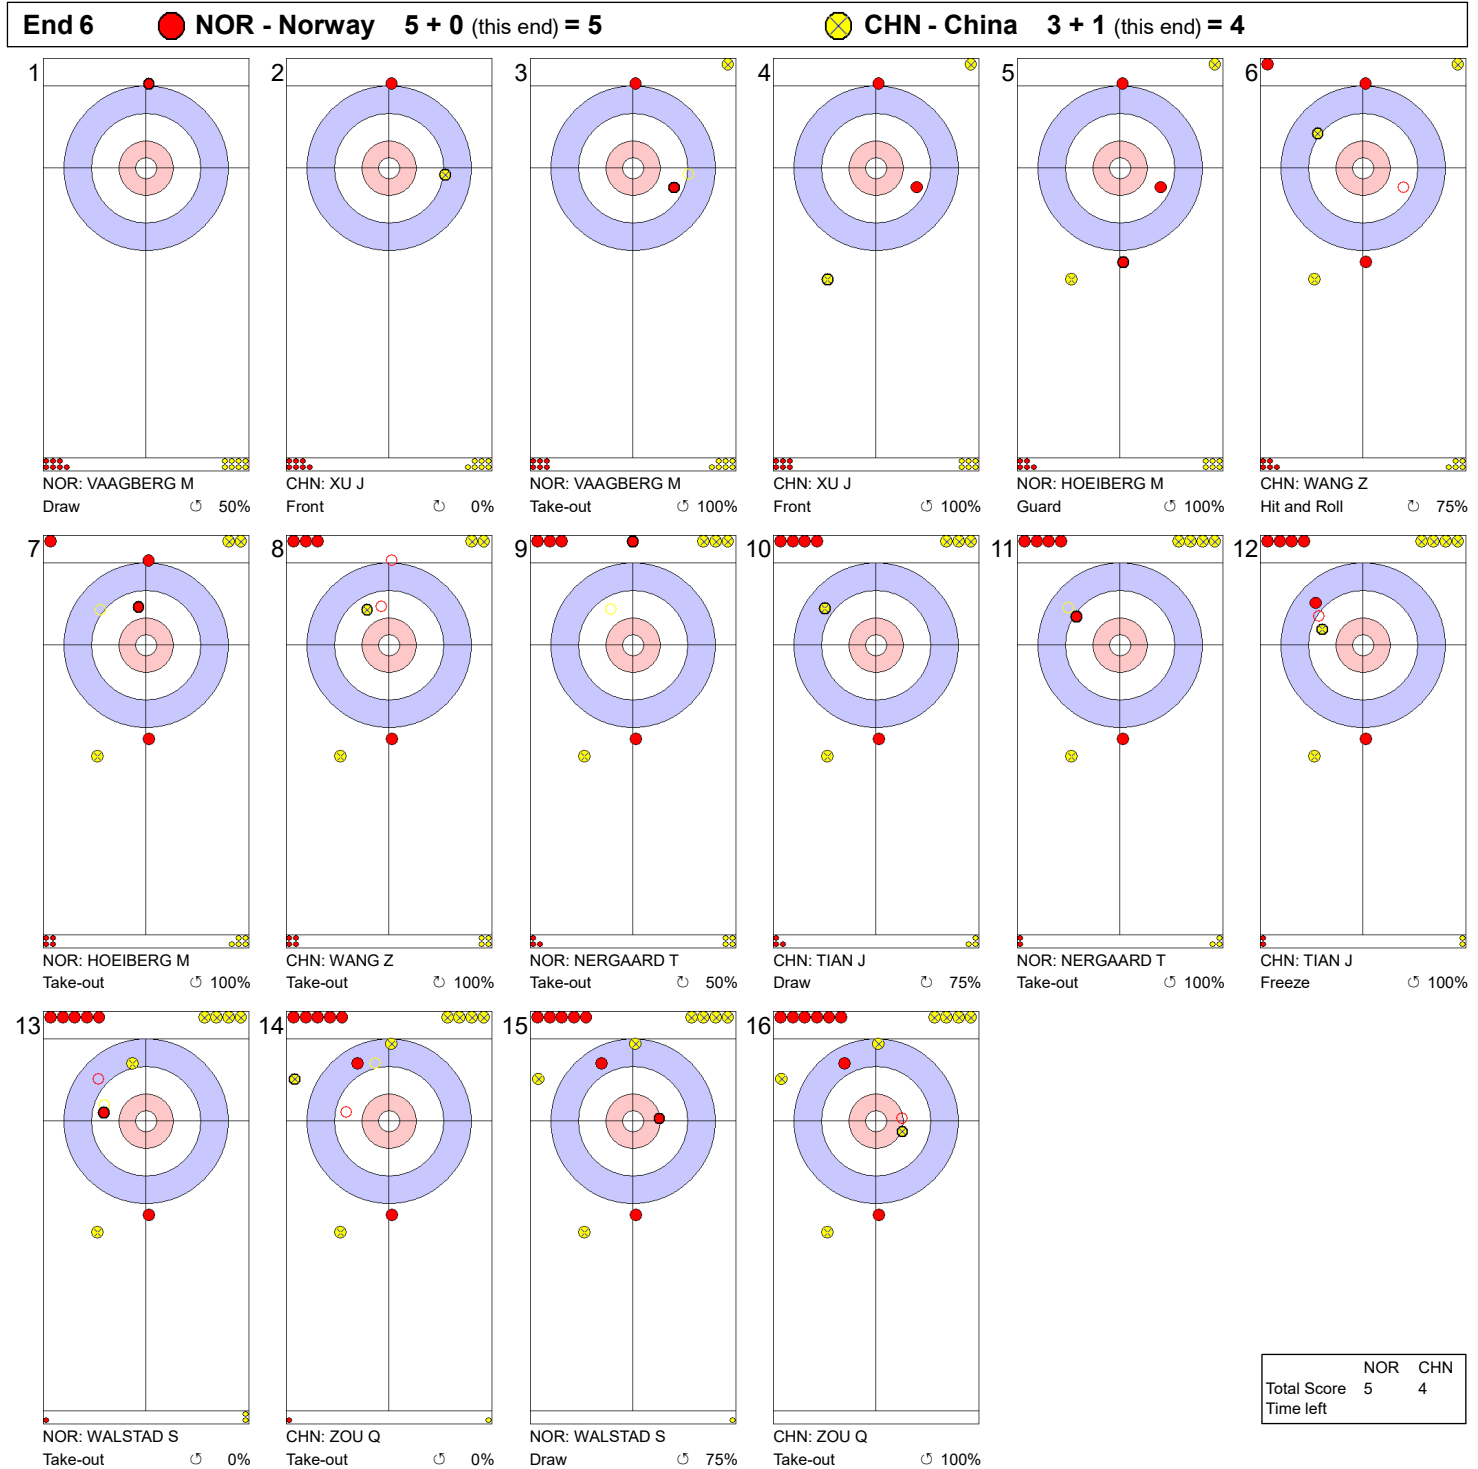 End 6 NOR - Norway 5 + 0 (this end) = 5 CHN - China 3 + 1 (this end) = 4
1 2 3 4 5 6
NOR: VAAGBERG M CHN: XU J NOR: VAAGBERG M CHN: XU J NOR: HOEIBERG M CHN: WANG Z
Draw ↺ 50% Front ↻ 0% Take-out ↺ 100% Front ↺ 100% Guard ↺ 100% Hit and Roll ↻ 75%
7 8 9 10 11 12
NOR: HOEIBERG M CHN: WANG Z NOR: NERGAARD T CHN: TIAN J NOR: NERGAARD T CHN: TIAN J
Take-out ↺ 100% Take-out ↺ 100% Take-out ↻ 50% Draw ↺ 75% Take-out ↺ 100% Freeze ↺ 100%
13 14 15 16
NOR: WALSTAD S CHN: ZOU Q NOR: WALSTAD S CHN: ZOU Q
Take-out ↺ 0% Take-out ↺ 0% Draw ↺ 75% Take-out ↺ 100%
NOR CHN
Total Score 5 4
Time left